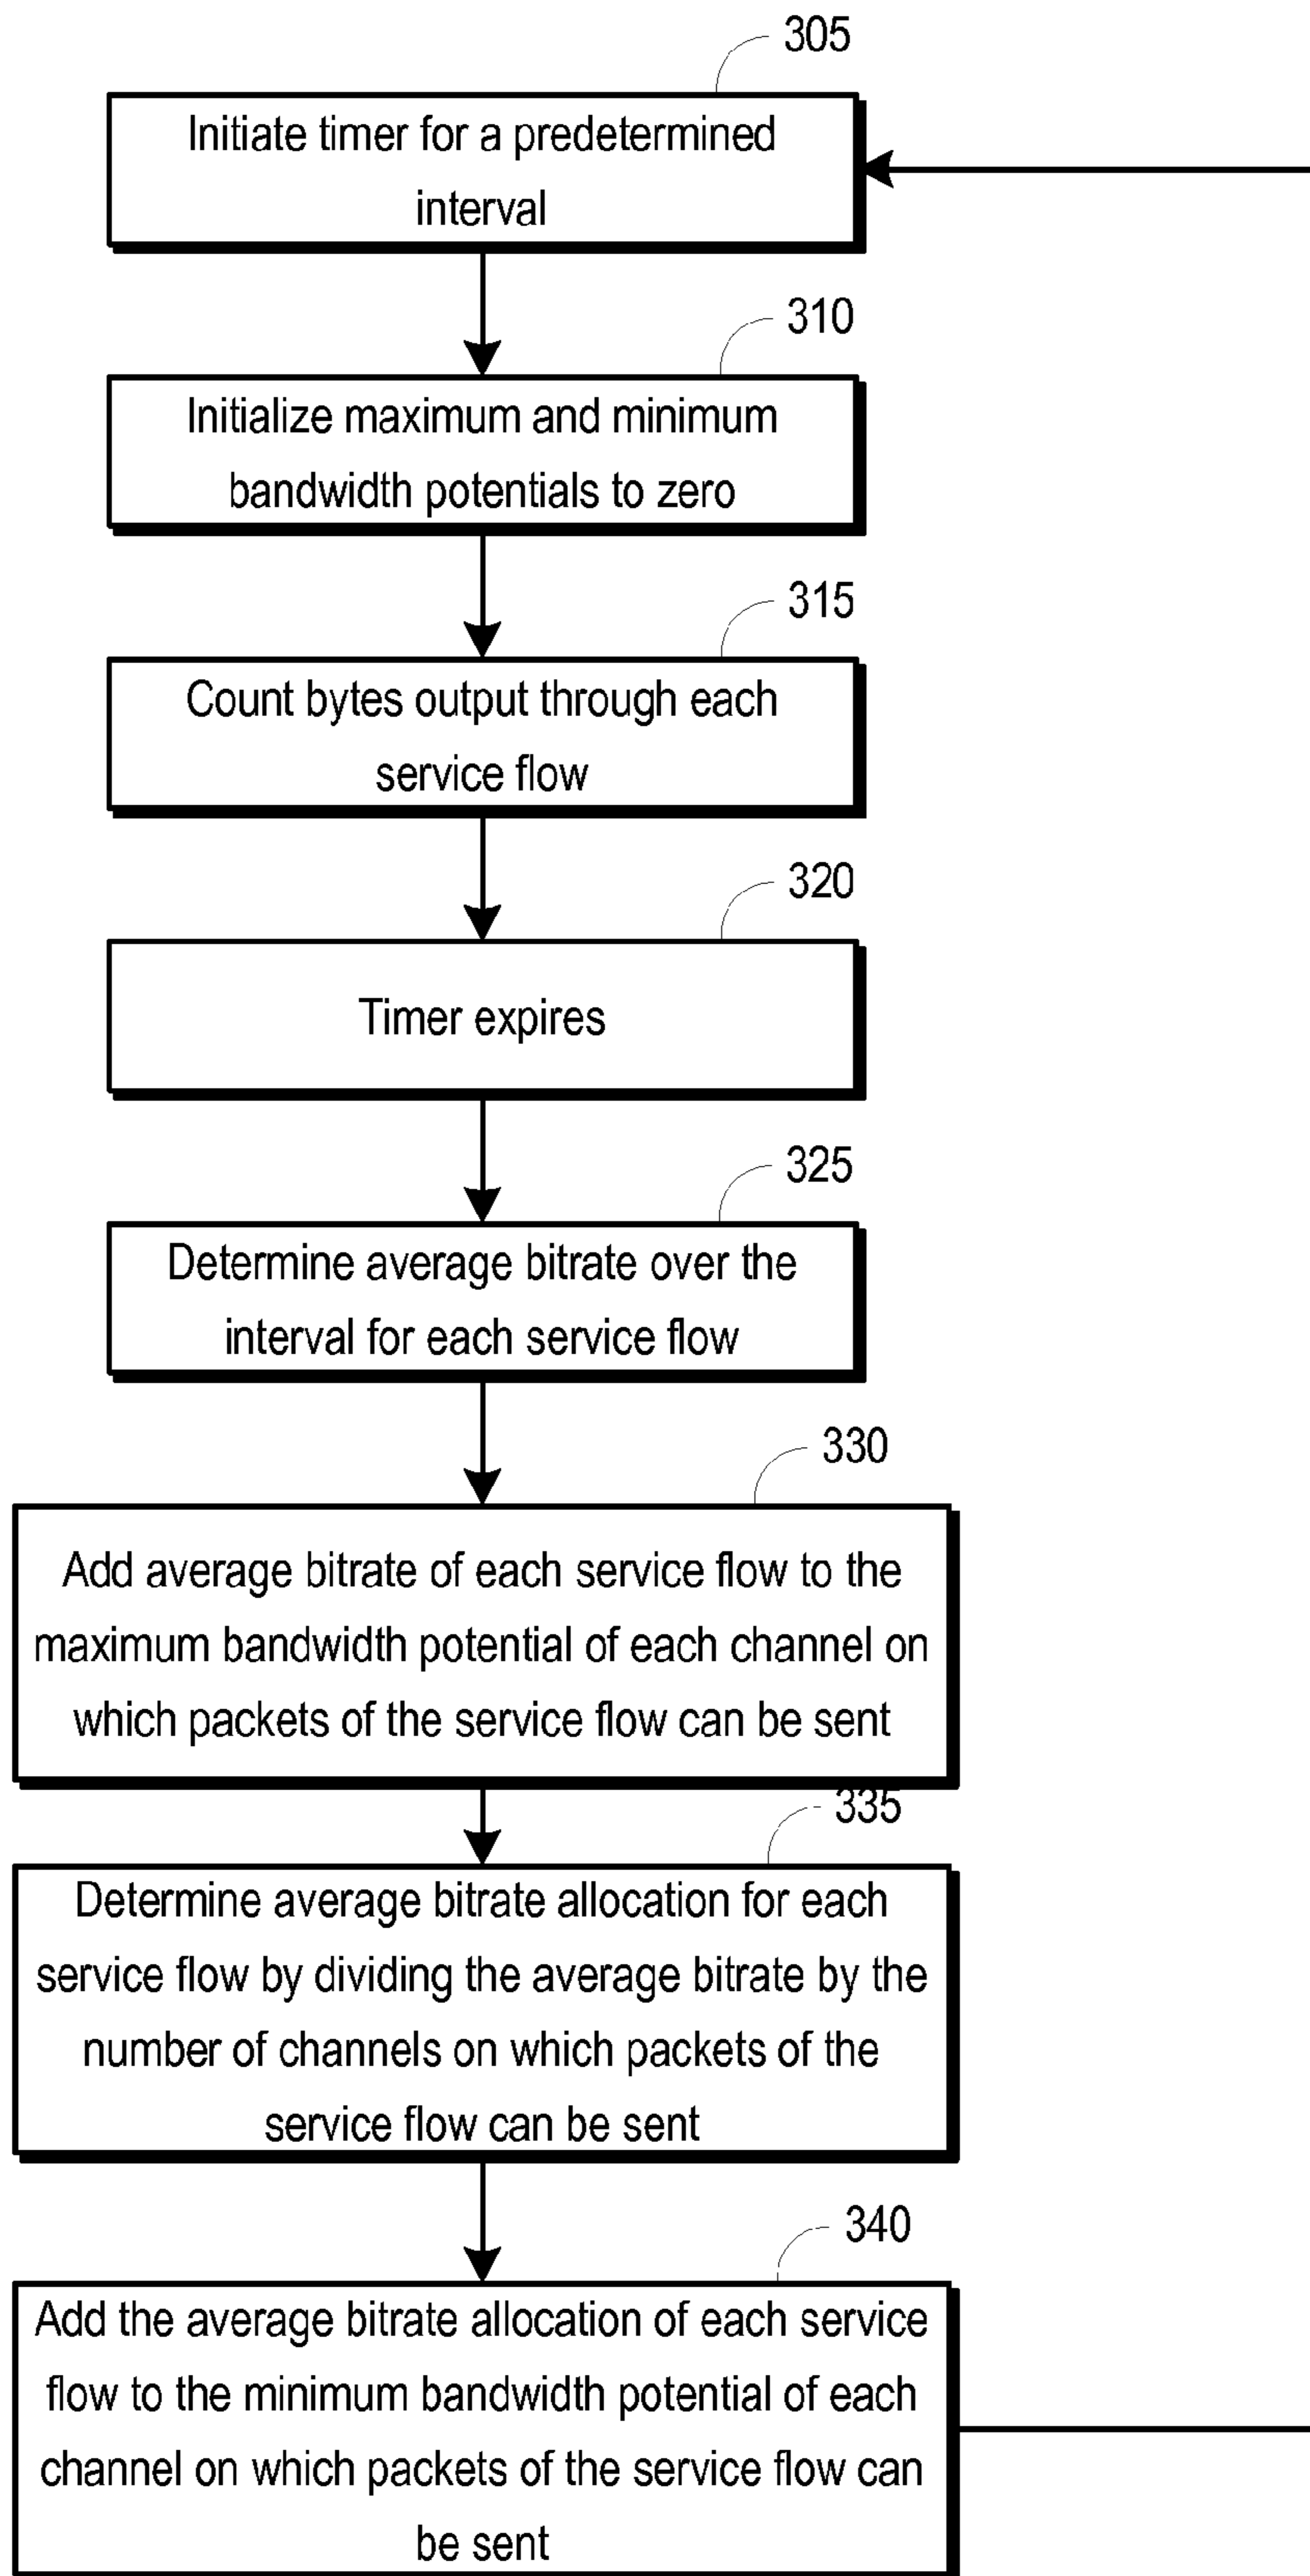 305
Initiate timer for a predetermined
interval
310
Initialize maximum and minimum
bandwidth potentials to zero
315
Count bytes output through each
service flow
320
Timer expires
325
Determine average bitrate over the
interval for each service flow
330
Add average bitrate of each service flow to the
maximum bandwidth potential of each channel on
which packets of the service flow can be sent
335
Determine average bitrate allocation for each
service flow by dividing the average bitrate by the
number of channels on which packets of the
service flow can be sent
340
Add the average bitrate allocation of each service
flow to the minimum bandwidth potential of each
channel on which packets of the service flow can
be sent